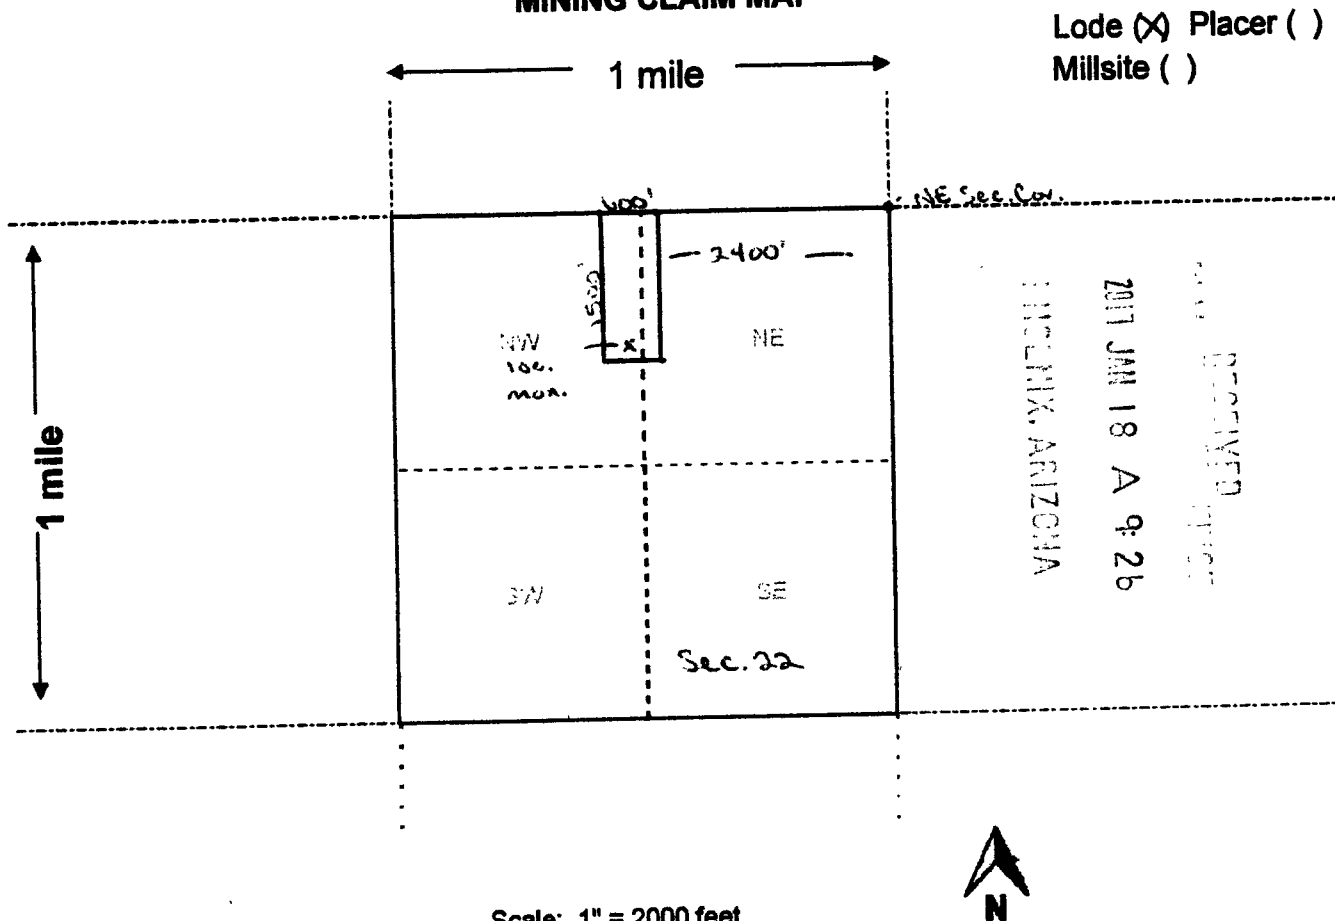 MINING CLAIM MAP
Lode (X) Placer ( )
Millsite ( )
1 mile
NE Sec. Cor.
600'
2400'
1500'
NW
NE
x
loc.
mon.
1 mile
SW
SE
Sec. 22
RECEIVED
2017 JAN 18 A 9:26
PHOENIX, ARIZONA
N
Scale: 1" = 2000 feet